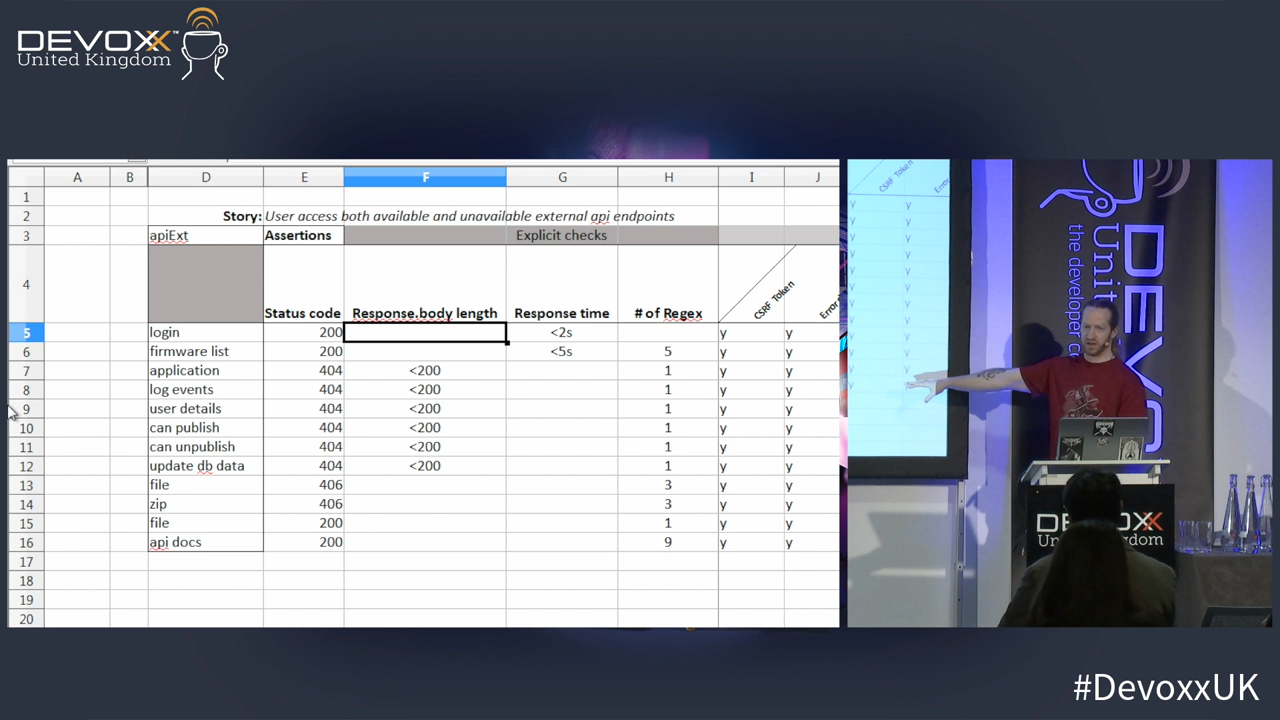 DEVOXX™
United Kingdom
A B D E F G H I J
1
2 Story: User access both available and unavailable external api endpoints
3 apiExt Assertions Explicit checks
4 Status code Response.body length Response time # of Regex CSRF Token
5 login 200 <2s y y
6 firmware list 200 <5s 5 y y
7 application 404 <200 1 y y
8 log events 404 <200 1 y y
9 user details 404 <200 1 y y
10 can publish 404 <200 1 y y
11 can unpublish 404 <200 1 y y
12 update db data 404 <200 1 y y
13 file 406 3 y y
14 zip 406 3 y y
15 file 200 1 y y
16 api docs 200 9 y y
17
18
19
20
CSRF Token
DEVOXX
#DevoxxUK